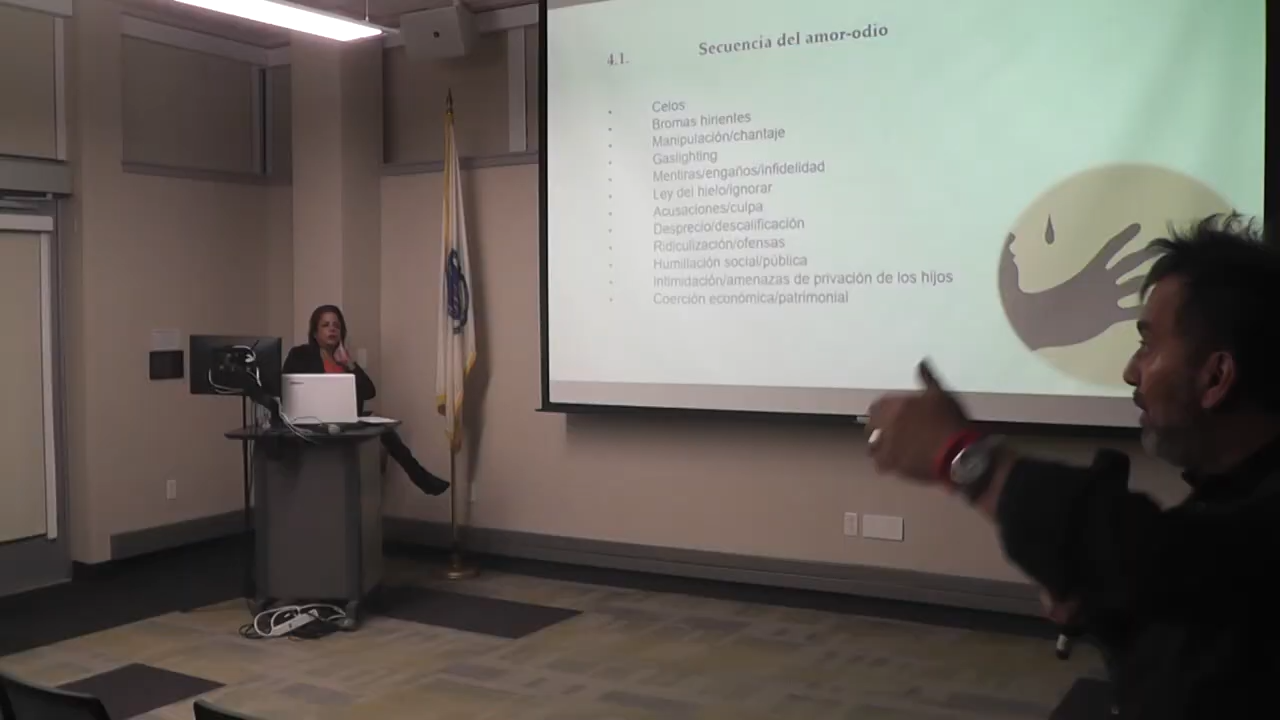 4.1. Secuencia del amor-odio
Celos
Bromas hirientes
Manipulación/chantaje
Gaslighting
Mentiras/engaños/infidelidad
Ley del hielo/ignorar
Acusaciones/culpa
Desprecio/descalificación
Ridiculización/ofensas
Humillación social/pública
Intimidación/amenazas de privación de los hijos
Coerción económica/patrimonial